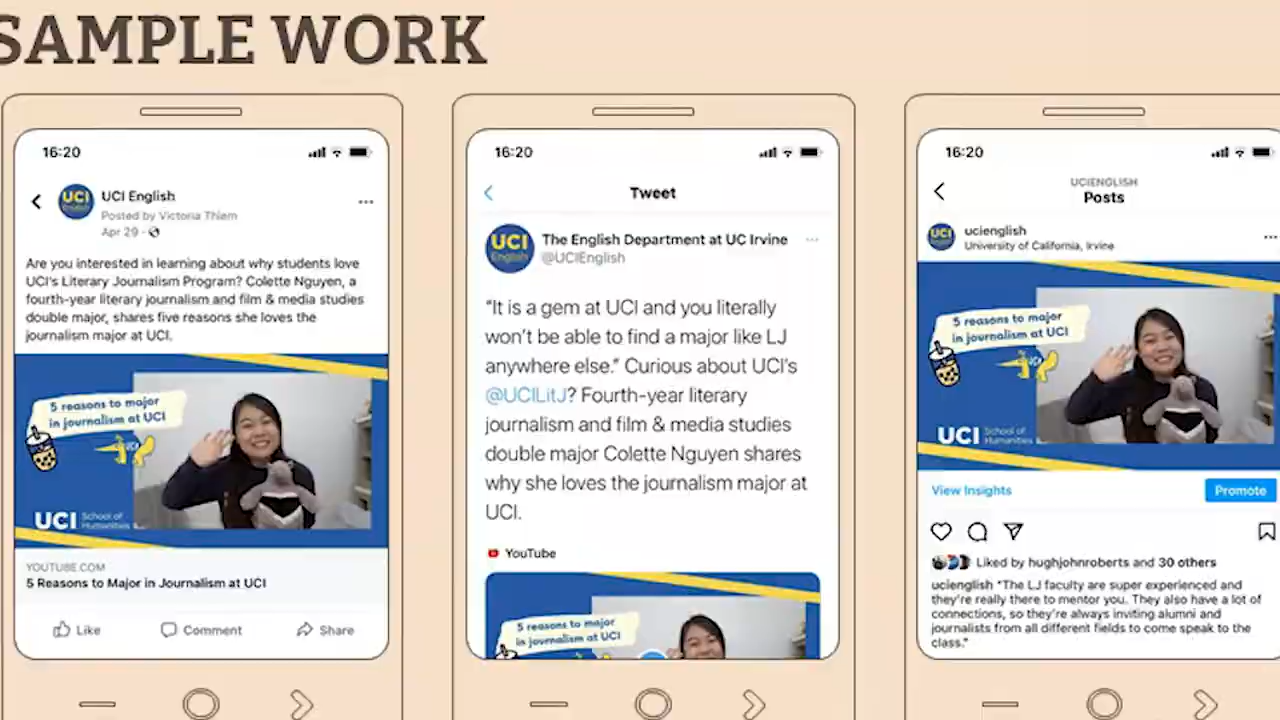 SAMPLE WORK
16:20
UCI English
Posted by Victoria Thiem
Apr 29 ·
Are you interested in learning about why students love
UCI's Literary Journalism Program? Colette Nguyen, a
fourth-year literary journalism and film & media studies
double major, shares five reasons she loves the
journalism major at UCI.
5 reasons to major
in journalism at UCI
UCI
UCI School of
Humanities
YOUTUBE.COM
5 Reasons to Major in Journalism at UCI
Like Comment Share
16:20
Tweet
UCI
English
The English Department at UC Irvine
@UCIEnglish
“It is a gem at UCI and you literally
won’t be able to find a major like LJ
anywhere else.” Curious about UCI’s
@UCILitJ? Fourth-year literary
journalism and film & media studies
double major Colette Nguyen shares
why she loves the journalism major at
UCI.
YouTube
5 reasons to major
in journalism at UCI
16:20
UCIENGLISH
Posts
UCI
ucienglish
University of California, Irvine
5 reasons to major
in journalism at UCI
UCI
UCI School of
Humanities
View Insights
Promote
Liked by hughjohnroberts and 30 others
ucienglish "The LJ faculty are super experienced and
they're really there to mentor you. They also have a lot of
connections, so they're always inviting alumni and
journalists from all different fields to come speak to the
class."